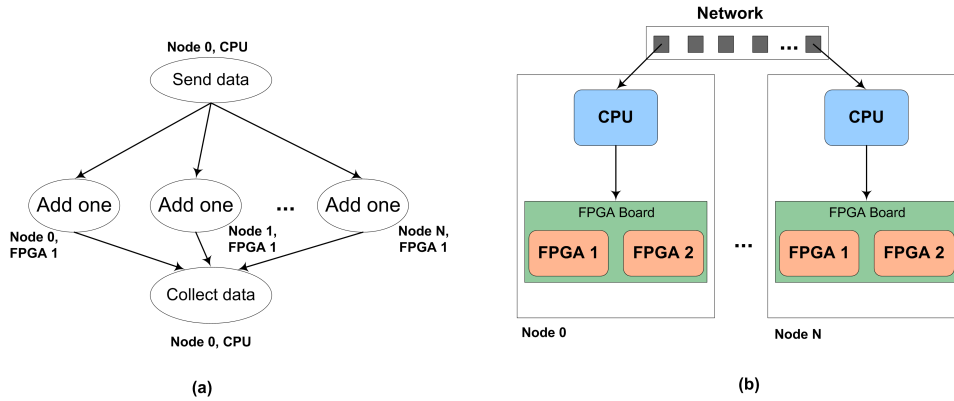 Node 0, CPU
Send data
Add one
Add one
...
Add one
Node 0,
FPGA 1
Node 1,
FPGA 1
Node N,
FPGA 1
Collect data
Node 0, CPU
(a)
Network
...
CPU
FPGA Board
FPGA 1
FPGA 2
Node 0
...
CPU
FPGA Board
FPGA 1
FPGA 2
Node N
(b)